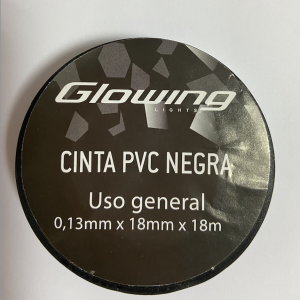 Glowing
LIGHTS
CINTA PVC NEGRA
Uso general
0,13mm x 18mm x 18m